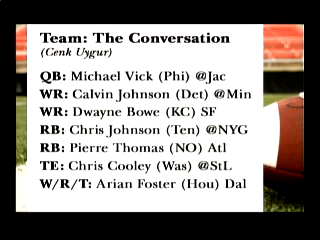 Team: The Conversation
(Cenk Uygur)
QB: Michael Vick (Phi) @Jac
WR: Calvin Johnson (Det) @Min
WR: Dwayne Bowe (KC) SF
RB: Chris Johnson (Ten) @NYG
RB: Pierre Thomas (NO) Atl
TE: Chris Cooley (Was) @StL
W/R/T: Arian Foster (Hou) Dal